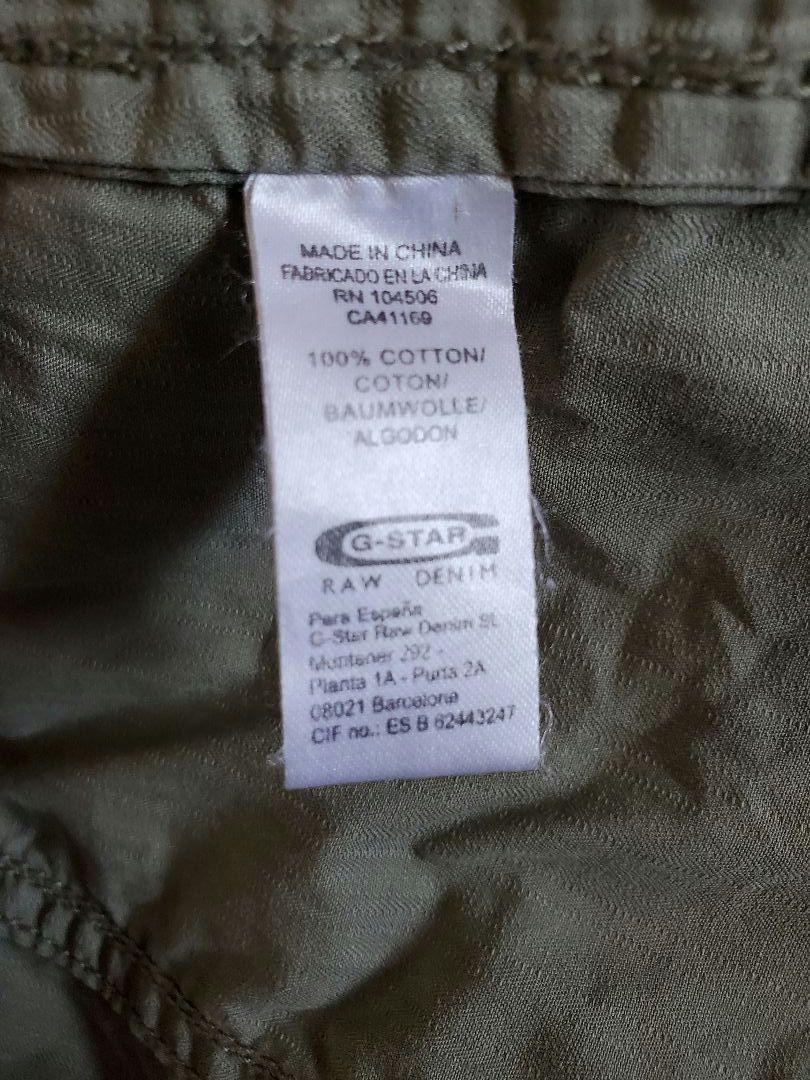 MADE IN CHINA
FABRICADO EN LA CHINA
RN 104506
CA41169
100% COTTON/
COTON/
BAUMWOLLE/
ALGODON
G-STAR
RAW DENIM
Para España
G-Star Raw Denim SL
Muntaner 292 -
Planta 1A - Purta 2A
08021 Barcelona
CIF no.: ES B 62443247